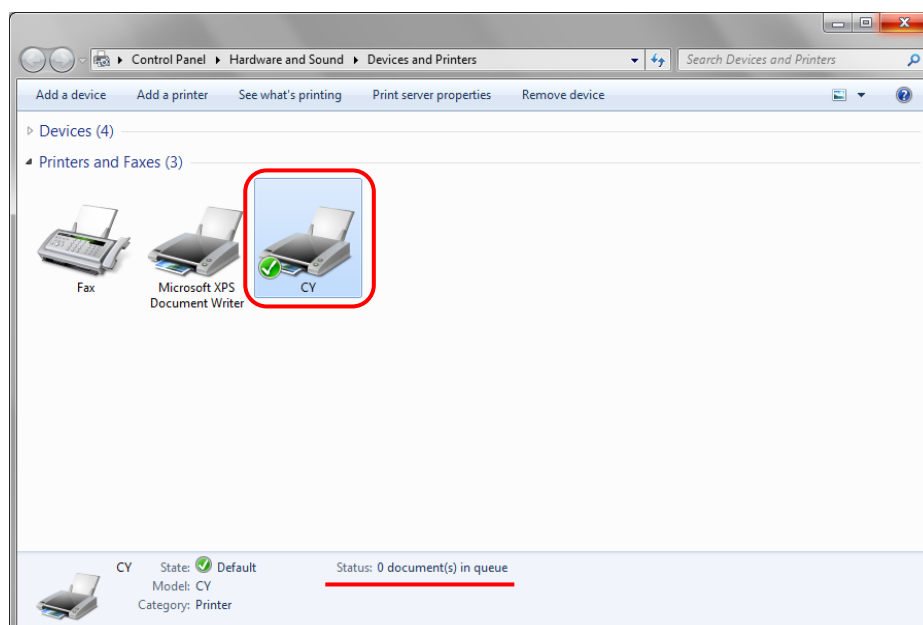 Control Panel Hardware and Sound Devices and Printers Search Devices and Printers
Add a device Add a printer See what's printing Print server properties Remove device
Devices (4)
Printers and Faxes (3)
Fax
Microsoft XPS
Document Writer
CY
CY State: Default Status: 0 document(s) in queue
Model: CY
Category: Printer